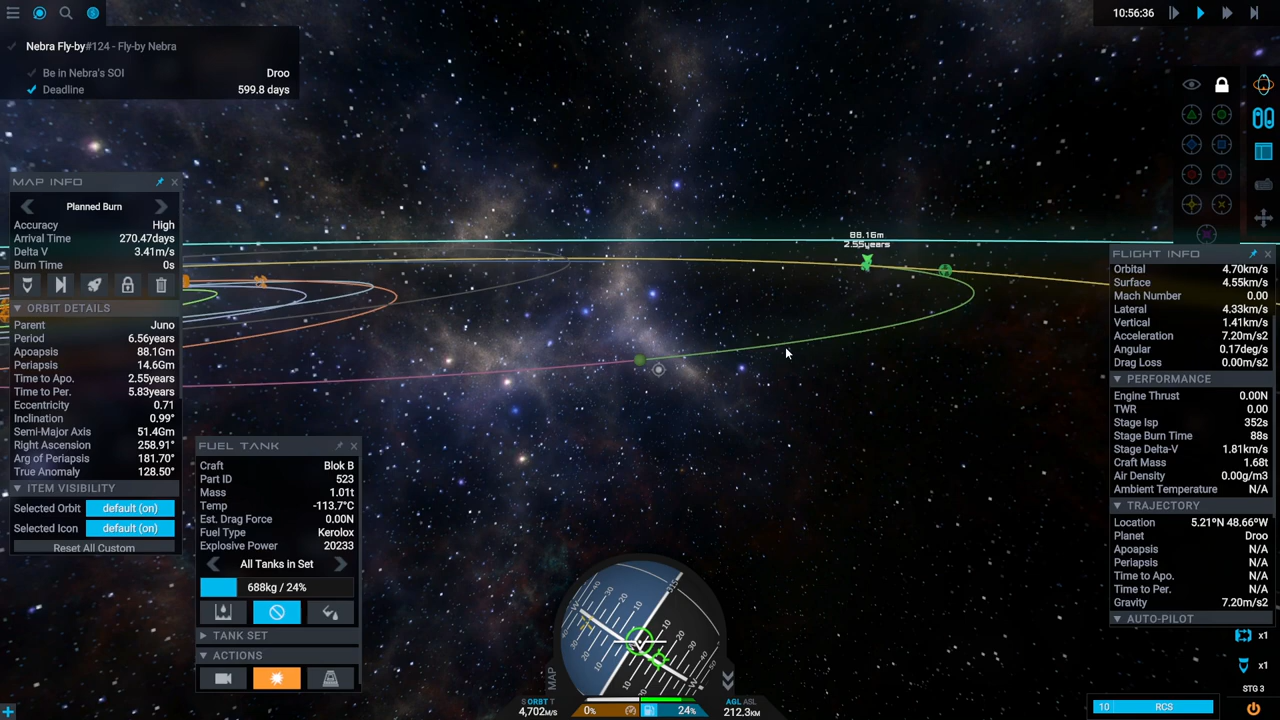 10:56:36
Nebra Fly-by#124 - Fly-by Nebra
Be in Nebra's SOI Droo
Deadline 599.8 days
MAP INFO
Planned Burn
Accuracy High
Arrival Time 270.47days
Delta V 3.41m/s
Burn Time 0s
ORBIT DETAILS
Parent Juno
Period 6.56years
Apoapsis 88.1Gm
Periapsis 14.6Gm
Time to Apo. 2.55years
Time to Per. 5.83years
Eccentricity 0.71
Inclination 0.99°
Semi-Major Axis 51.4Gm
Right Ascension 258.91°
Arg of Periapsis 181.70°
True Anomaly 128.50°
ITEM VISIBILITY
Selected Orbit default (on)
Selected Icon default (on)
Reset All Custom
88.16m
2.55years
FUEL TANK
Craft Blok B
Part ID 523
Mass 1.01t
Temp -113.7°C
Est. Drag Force 0.00N
Fuel Type Kerolox
Explosive Power 20233
All Tanks in Set
688kg / 24%
TANK SET
ACTIONS
FLIGHT INFO
Orbital 4.70km/s
Surface 4.55km/s
Mach Number 0.00
Lateral 4.33km/s
Vertical 1.41km/s
Acceleration 7.20m/s2
Angular 0.17deg/s
Drag Loss 0.00m/s2
PERFORMANCE
Engine Thrust 0.00N
TWR 0.00
Stage Isp 352s
Stage Burn Time 88s
Stage Delta-V 1.81km/s
Craft Mass 1.68t
Air Density 0.00g/m3
Ambient Temperature N/A
TRAJECTORY
Location 5.21°N 48.66°W
Planet Droo
Apoapsis N/A
Periapsis N/A
Time to Apo. N/A
Time to Per. N/A
Gravity 7.20m/s2
AUTO-PILOT
x1
x1
STG 3
10 RCS
MAP
S ORBT T
4,702M/S
0%
24%
AGL ASL
212.3KM